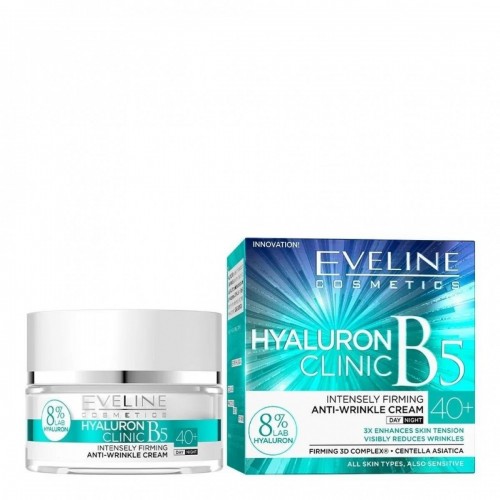 INNOVATION!
EVELINE
COSMETICS
HYALURON
CLINIC B5
INTENSELY FIRMING
ANTI-WRINKLE CREAM 40+
DAY NIGHT
8%
LAB
HYALURON
3X ENHANCES SKIN TENSION
VISIBLY REDUCES WRINKLES
FIRMING 3D COMPLEX® • CENTELLA ASIATICA
ALL SKIN TYPES, ALSO SENSITIVE
EVELINE
COSMETICS
8%
LAB
HYALURON
HYALURON
CLINIC B5
40+
INTENSELY FIRMING
ANTI-WRINKLE CREAM
DAY NIGHT